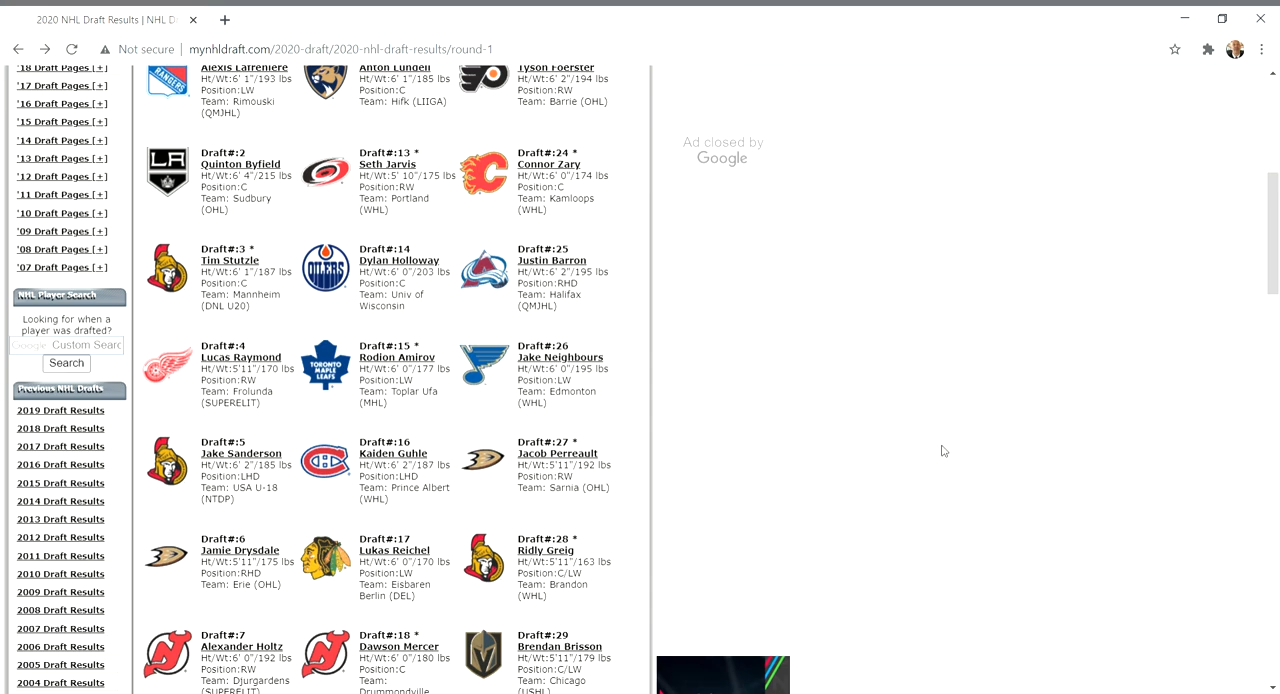 2020 NHL Draft Results | NHL D
Not secure | mynhldraft.com/2020-draft/2020-nhl-draft-results/round-1
'18 Draft Pages [+]
'17 Draft Pages [+]
'16 Draft Pages [+]
'15 Draft Pages [+]
'14 Draft Pages [+]
'13 Draft Pages [+]
'12 Draft Pages [+]
'11 Draft Pages [+]
'10 Draft Pages [+]
'09 Draft Pages [+]
'08 Draft Pages [+]
'07 Draft Pages [+]
NHL Player Search
Looking for when a
player was drafted?
Google Custom Searc
Search
Previous NHL Drafts
2019 Draft Results
2018 Draft Results
2017 Draft Results
2016 Draft Results
2015 Draft Results
2014 Draft Results
2013 Draft Results
2012 Draft Results
2011 Draft Results
2010 Draft Results
2009 Draft Results
2008 Draft Results
2007 Draft Results
2006 Draft Results
2005 Draft Results
2004 Draft Results
RANGERS
Alexis Lafreniere
Ht/Wt:6' 1"/193 lbs
Position:LW
Team: Rimouski
(QMJHL)
Anton Lunden
Ht/Wt:6' 1"/185 lbs
Position:C
Team: Hifk (LIIGA)
Tyson Foerster
Ht/Wt:6' 2"/194 lbs
Position:RW
Team: Barrie (OHL)
LA
Draft#:2
Quinton Byfield
Ht/Wt:6' 4"/215 lbs
Position:C
Team: Sudbury
(OHL)
Draft#:13 *
Seth Jarvis
Ht/Wt:5' 10"/175 lbs
Position:RW
Team: Portland
(WHL)
Draft#:24 *
Connor Zary
Ht/Wt:6' 0"/174 lbs
Position:C
Team: Kamloops
(WHL)
Draft#:3 *
Tim Stutzle
Ht/Wt:6' 1"/187 lbs
Position:C
Team: Mannheim
(DNL U20)
OILERS
Draft#:14
Dylan Holloway
Ht/Wt:6' 0"/203 lbs
Position:C
Team: Univ of
Wisconsin
Draft#:25
Justin Barron
Ht/Wt:6' 2"/195 lbs
Position:RHD
Team: Halifax
(QMJHL)
Draft#:4
Lucas Raymond
Ht/Wt:5'11"/170 lbs
Position:RW
Team: Frolunda
(SUPERELIT)
TORONTO
MAPLE
LEAFS
Draft#:15 *
Rodion Amirov
Ht/Wt:6' 0"/177 lbs
Position:LW
Team: Toplar Ufa
(MHL)
Draft#:26
Jake Neighbours
Ht/Wt:6' 0"/195 lbs
Position:LW
Team: Edmonton
(WHL)
Draft#:5
Jake Sanderson
Ht/Wt:6' 2"/185 lbs
Position:LHD
Team: USA U-18
(NTDP)
Draft#:16
Kaiden Guhle
Ht/Wt:6' 2"/187 lbs
Position:LHD
Team: Prince Albert
(WHL)
Draft#:27 *
Jacob Perreault
Ht/Wt:5'11"/192 lbs
Position:RW
Team: Sarnia (OHL)
Draft#:6
Jamie Drysdale
Ht/Wt:5'11"/175 lbs
Position:RHD
Team: Erie (OHL)
Draft#:17
Lukas Reichel
Ht/Wt:6' 0"/170 lbs
Position:LW
Team: Eisbaren
Berlin (DEL)
Draft#:28 *
Ridly Greig
Ht/Wt:5'11"/163 lbs
Position:C/LW
Team: Brandon
(WHL)
Draft#:7
Alexander Holtz
Ht/Wt:6' 0"/192 lbs
Position:RW
Team: Djurgardens
(SUPERELIT)
Draft#:18 *
Dawson Mercer
Ht/Wt:6' 0"/180 lbs
Position:C
Team:
Drummondville
Draft#:29
Brendan Brisson
Ht/Wt:5'11"/179 lbs
Position:C/LW
Team: Chicago
(USHL)
Ad closed by
Google